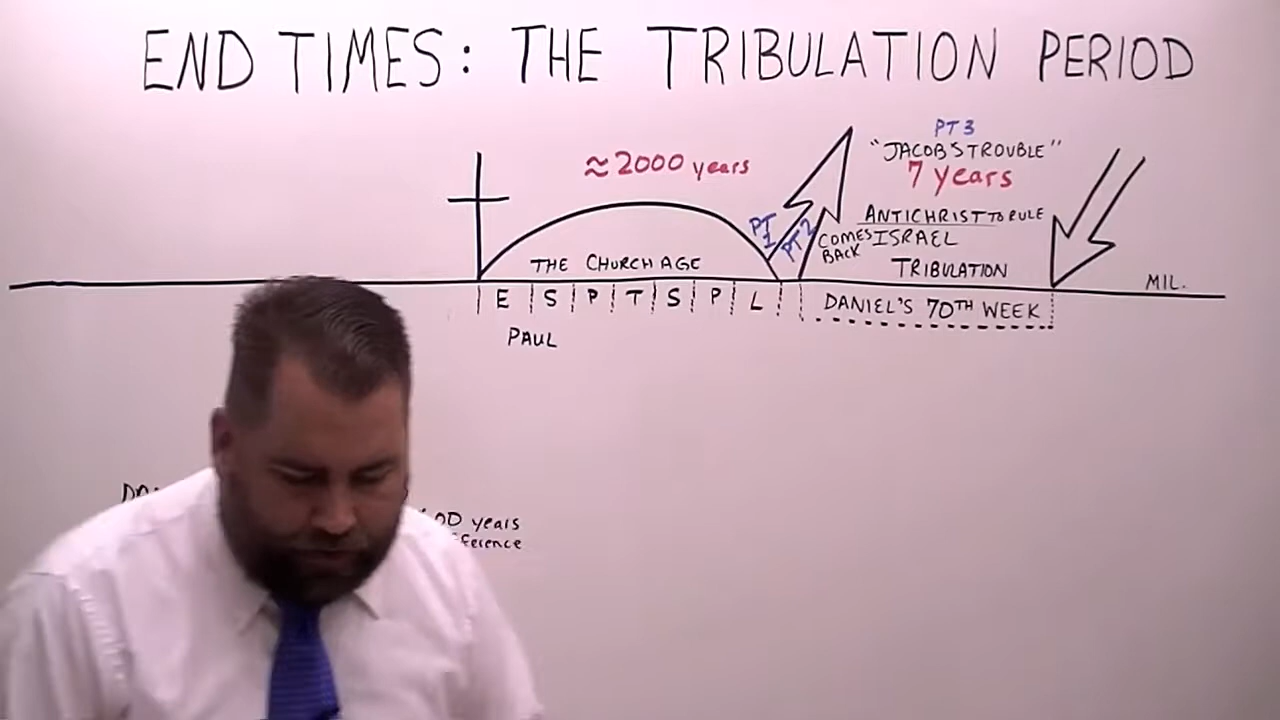 END TIMES: THE TRIBULATION PERIOD
PT 3
"JACOBS TROUBLE"
≈2000 years
7 years
PT 1
PT 2
ANTICHRIST TO RULE
COMES BACK
ISRAEL
THE CHURCH AGE
TRIBULATION
MIL.
E S P T S P L
DANIEL'S 70TH WEEK
PAUL
years